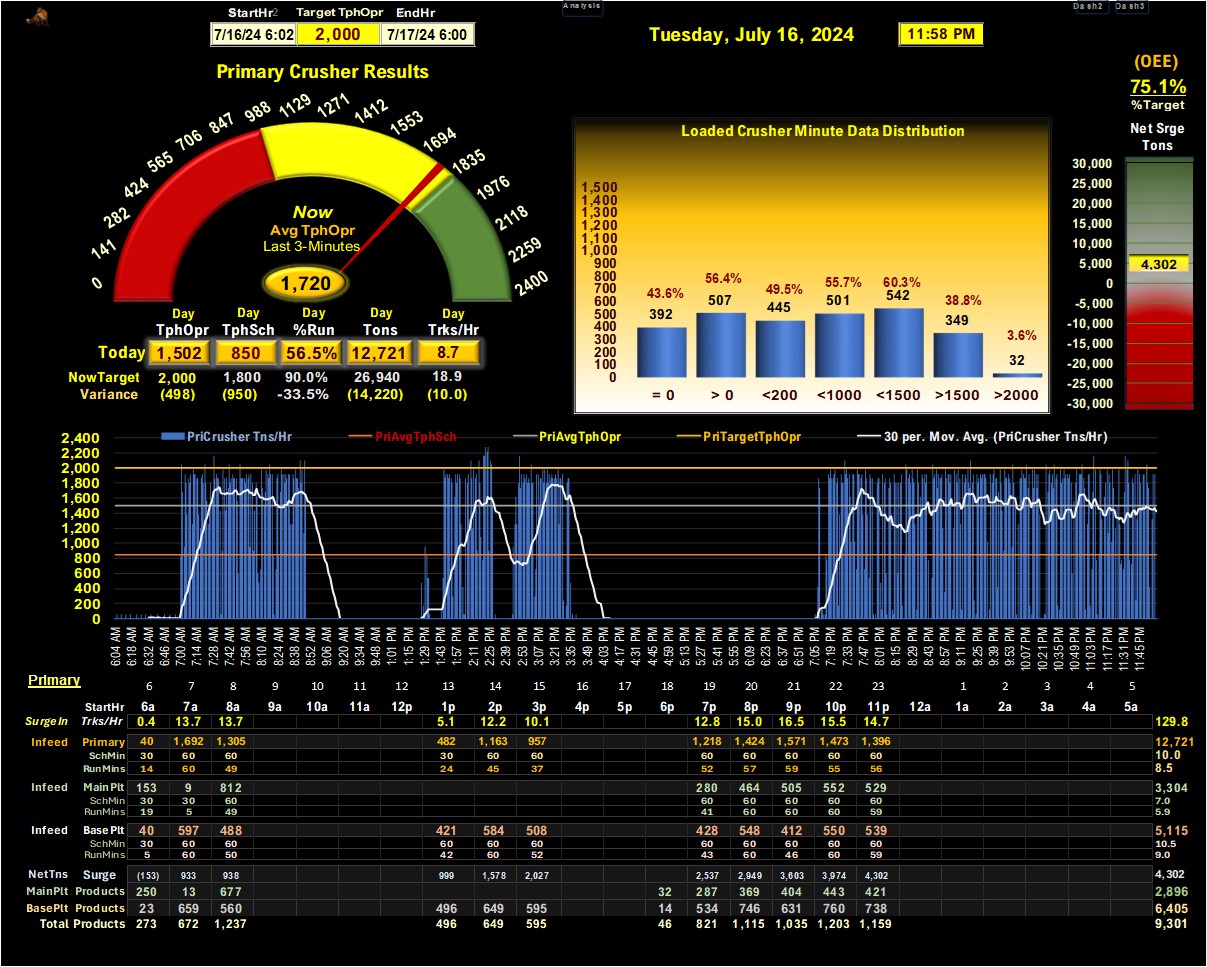 Analysis
Dash2 Dash3
StartHr2 Target TphOpr EndHr
7/16/24 6:02 2,000 7/17/24 6:00
Tuesday, July 16, 2024 11:58 PM
(OEE)
75.1%
%Target
Primary Crusher Results
0 141 282 424 565 706 847 988 1129 1271 1412 1553 1694 1835 1976 2118 2259 2400
Now
Avg TphOpr
Last 3-Minutes
1,720
Day Day Day Day Day
TphOpr TphSch %Run Tons Trks/Hr
Today 1,502 850 56.5% 12,721 8.7
NowTarget 2,000 1,800 90.0% 26,940 18.9
Variance (498) (950) -33.5% (14,220) (10.0)
Loaded Crusher Minute Data Distribution
1,500
1,400
1,300
1,200
1,100
1,000
900
800
700
600
500
400
300
200
100
0
43.6% 56.4% 49.5% 55.7% 60.3% 38.8% 3.6%
392 507 445 501 542 349 32
= 0 > 0 <200 <1000 <1500 >1500 >2000
Net Srge
Tons
30,000
25,000
20,000
15,000
10,000
5,000
0
-5,000
-10,000
-15,000
-20,000
-25,000
-30,000
4,302
PriCrusher Tns/Hr PriAvgTphSch PriAvgTphOpr PriTargetTphOpr 30 per. Mov. Avg. (PriCrusher Tns/Hr)
2,400
2,200
2,000
1,800
1,600
1,400
1,200
1,000
800
600
400
200
0
6:04 AM 6:18 AM 6:32 AM 6:46 AM 7:00 AM 7:14 AM 7:28 AM 7:42 AM 7:56 AM 8:10 AM 8:24 AM 8:38 AM 8:52 AM 9:06 AM 9:20 AM 9:34 AM 9:48 AM 1:01 PM 1:15 PM 1:29 PM 1:43 PM 1:57 PM 2:11 PM 2:25 PM 2:39 PM 2:53 PM 3:07 PM 3:21 PM 3:35 PM 3:49 PM 4:03 PM 4:17 PM 4:31 PM 4:45 PM 4:59 PM 5:13 PM 5:27 PM 5:41 PM 5:55 PM 6:09 PM 6:23 PM 6:37 PM 6:51 PM 7:05 PM 7:19 PM 7:33 PM 7:47 PM 8:01 PM 8:15 PM 8:29 PM 8:43 PM 8:57 PM 9:11 PM 9:25 PM 9:39 PM 9:53 PM 10:07 PM 10:21 PM 10:35 PM 10:49 PM 11:03 PM 11:17 PM 11:31 PM 11:45 PM
Primary
6 7 8 9 10 11 12 13 14 15 16 17 18 19 20 21 22 23 1 2 3 4 5
StartHr 6a 7a 8a 9a 10a 11a 12p 1p 2p 3p 4p 5p 6p 7p 8p 9p 10p 11p 12a 1a 2a 3a 4a 5a
SurgeIn Trks/Hr 0.4 13.7 13.7 5.1 12.2 10.1 12.8 15.0 16.5 15.5 14.7 129.8
Infeed Primary 40 1,692 1,305 482 1,163 957 1,218 1,424 1,571 1,473 1,396 12,721
SchMin 30 60 60 30 60 60 60 60 60 60 60 10.0
RunMins 14 60 49 24 45 37 52 57 59 55 56 8.5
Infeed MainPlt 153 9 812 280 464 505 552 529 3,304
SchMin 30 30 60 60 60 60 60 60 7.0
RunMins 19 5 49 41 60 60 60 59 5.9
Infeed BasePlt 40 597 488 421 584 508 428 548 412 550 539 5,115
SchMin 30 60 60 60 60 60 60 60 60 60 60 10.5
RunMins 5 60 50 42 60 52 43 60 46 60 59 9.0
NetTns Surge (153) 933 938 999 1,578 2,027 2,537 2,949 3,603 3,974 4,302 4,302
MainPlt Products 250 13 677 32 287 369 404 443 421 2,896
BasePlt Products 23 659 560 496 649 595 14 534 746 631 760 738 6,405
Total Products 273 672 1,237 496 649 595 46 821 1,115 1,035 1,203 1,159 9,301